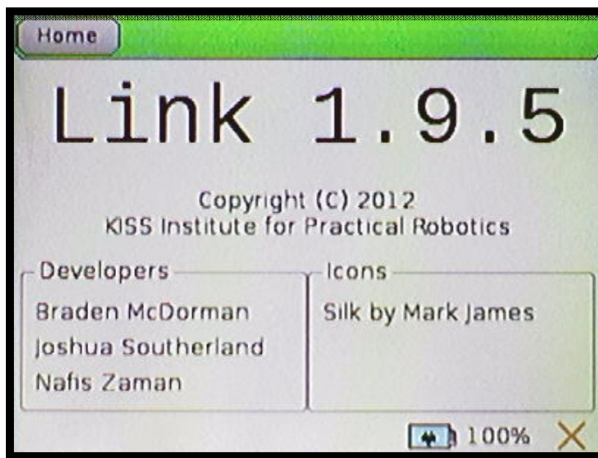 Home
Link 1.9.5
Copyright (C) 2012
KISS Institute for Practical Robotics
Developers
Braden McDorman
Joshua Southerland
Nafis Zaman
Icons
Silk by Mark James
100%